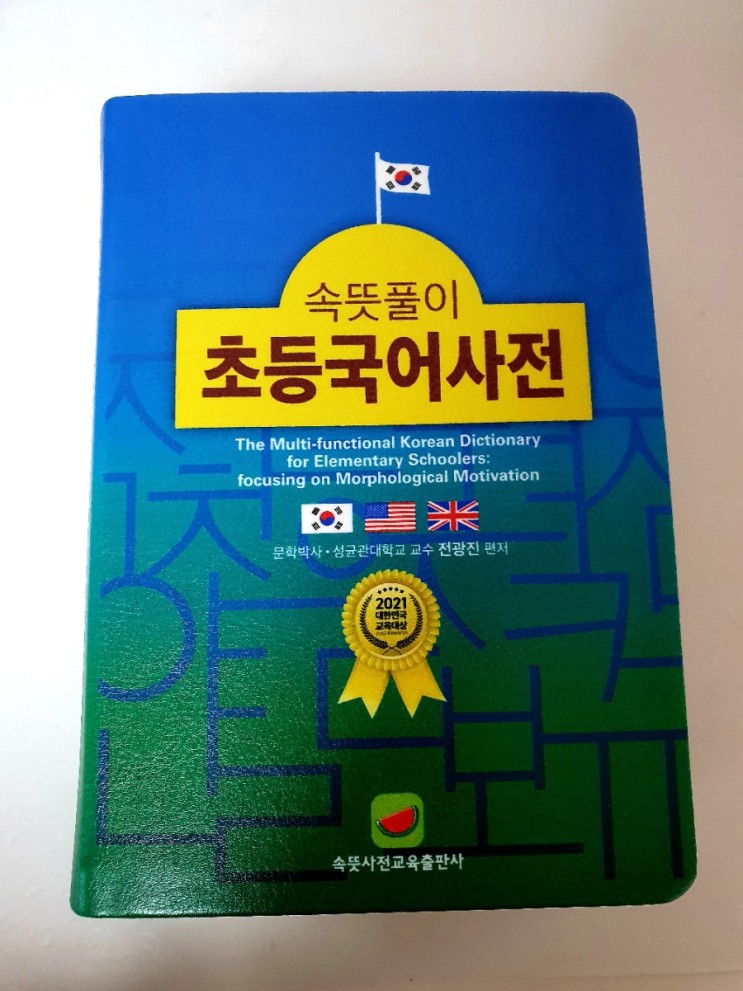 속뜻풀이
초등국어사전
The Multi-functional Korean Dictionary
for Elementary Schoolers:
focusing on Morphological Motivation
문학박사·성균관대학교 교수 전광진 편저
2021
대한민국
교육대상
속뜻사전교육출판사